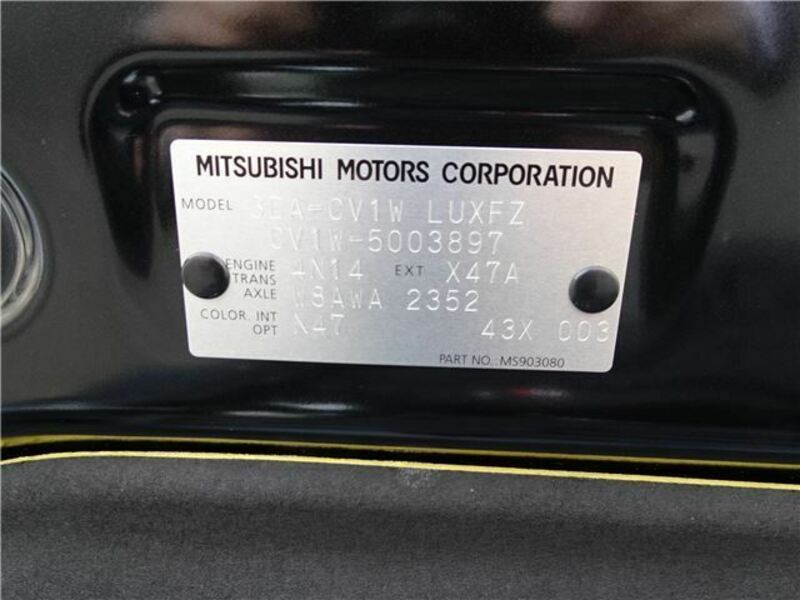 MITSUBISHI MOTORS CORPORATION
MODEL 3DA-CV1W LUXFZ
CV1W-5003897
ENGINE 4N14 EXT X47A
TRANS
AXLE W8AWA 2352
COLOR. INT N47 43X 003
OPT
PART NO.: MS903080